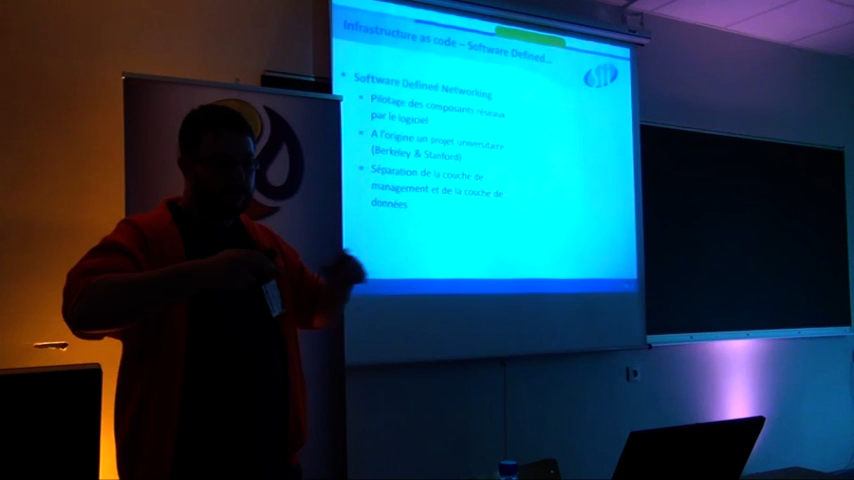 Infrastructure as code – Software Defined...
• Software Defined Networking
Pilotage des composants réseaux
par le logiciel
A l'origine un projet universitaire
(Berkeley & Stanford)
Séparation de la couche de
management et de la couche de
données